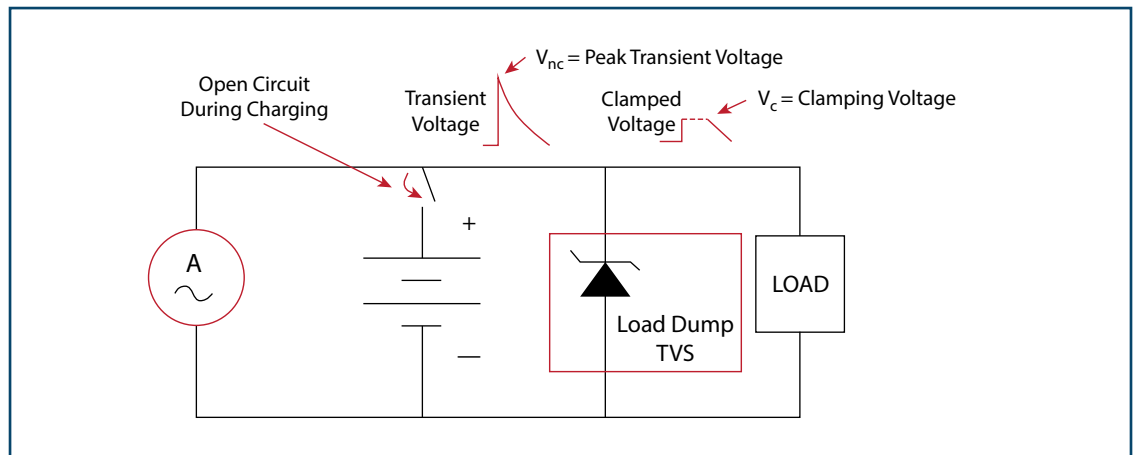 Open Circuit
During Charging
Transient
Voltage
Vnc = Peak Transient Voltage
Clamped
Voltage
Vc = Clamping Voltage
A
+
—
Load Dump
TVS
LOAD